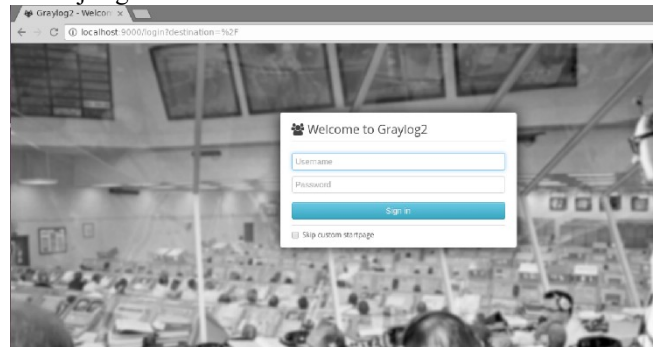 Graylog2 - Welcom ×
localhost:9000/login?destination=%2F
Welcome to Graylog2
Username
Password
Sign in
Skip custom startpage